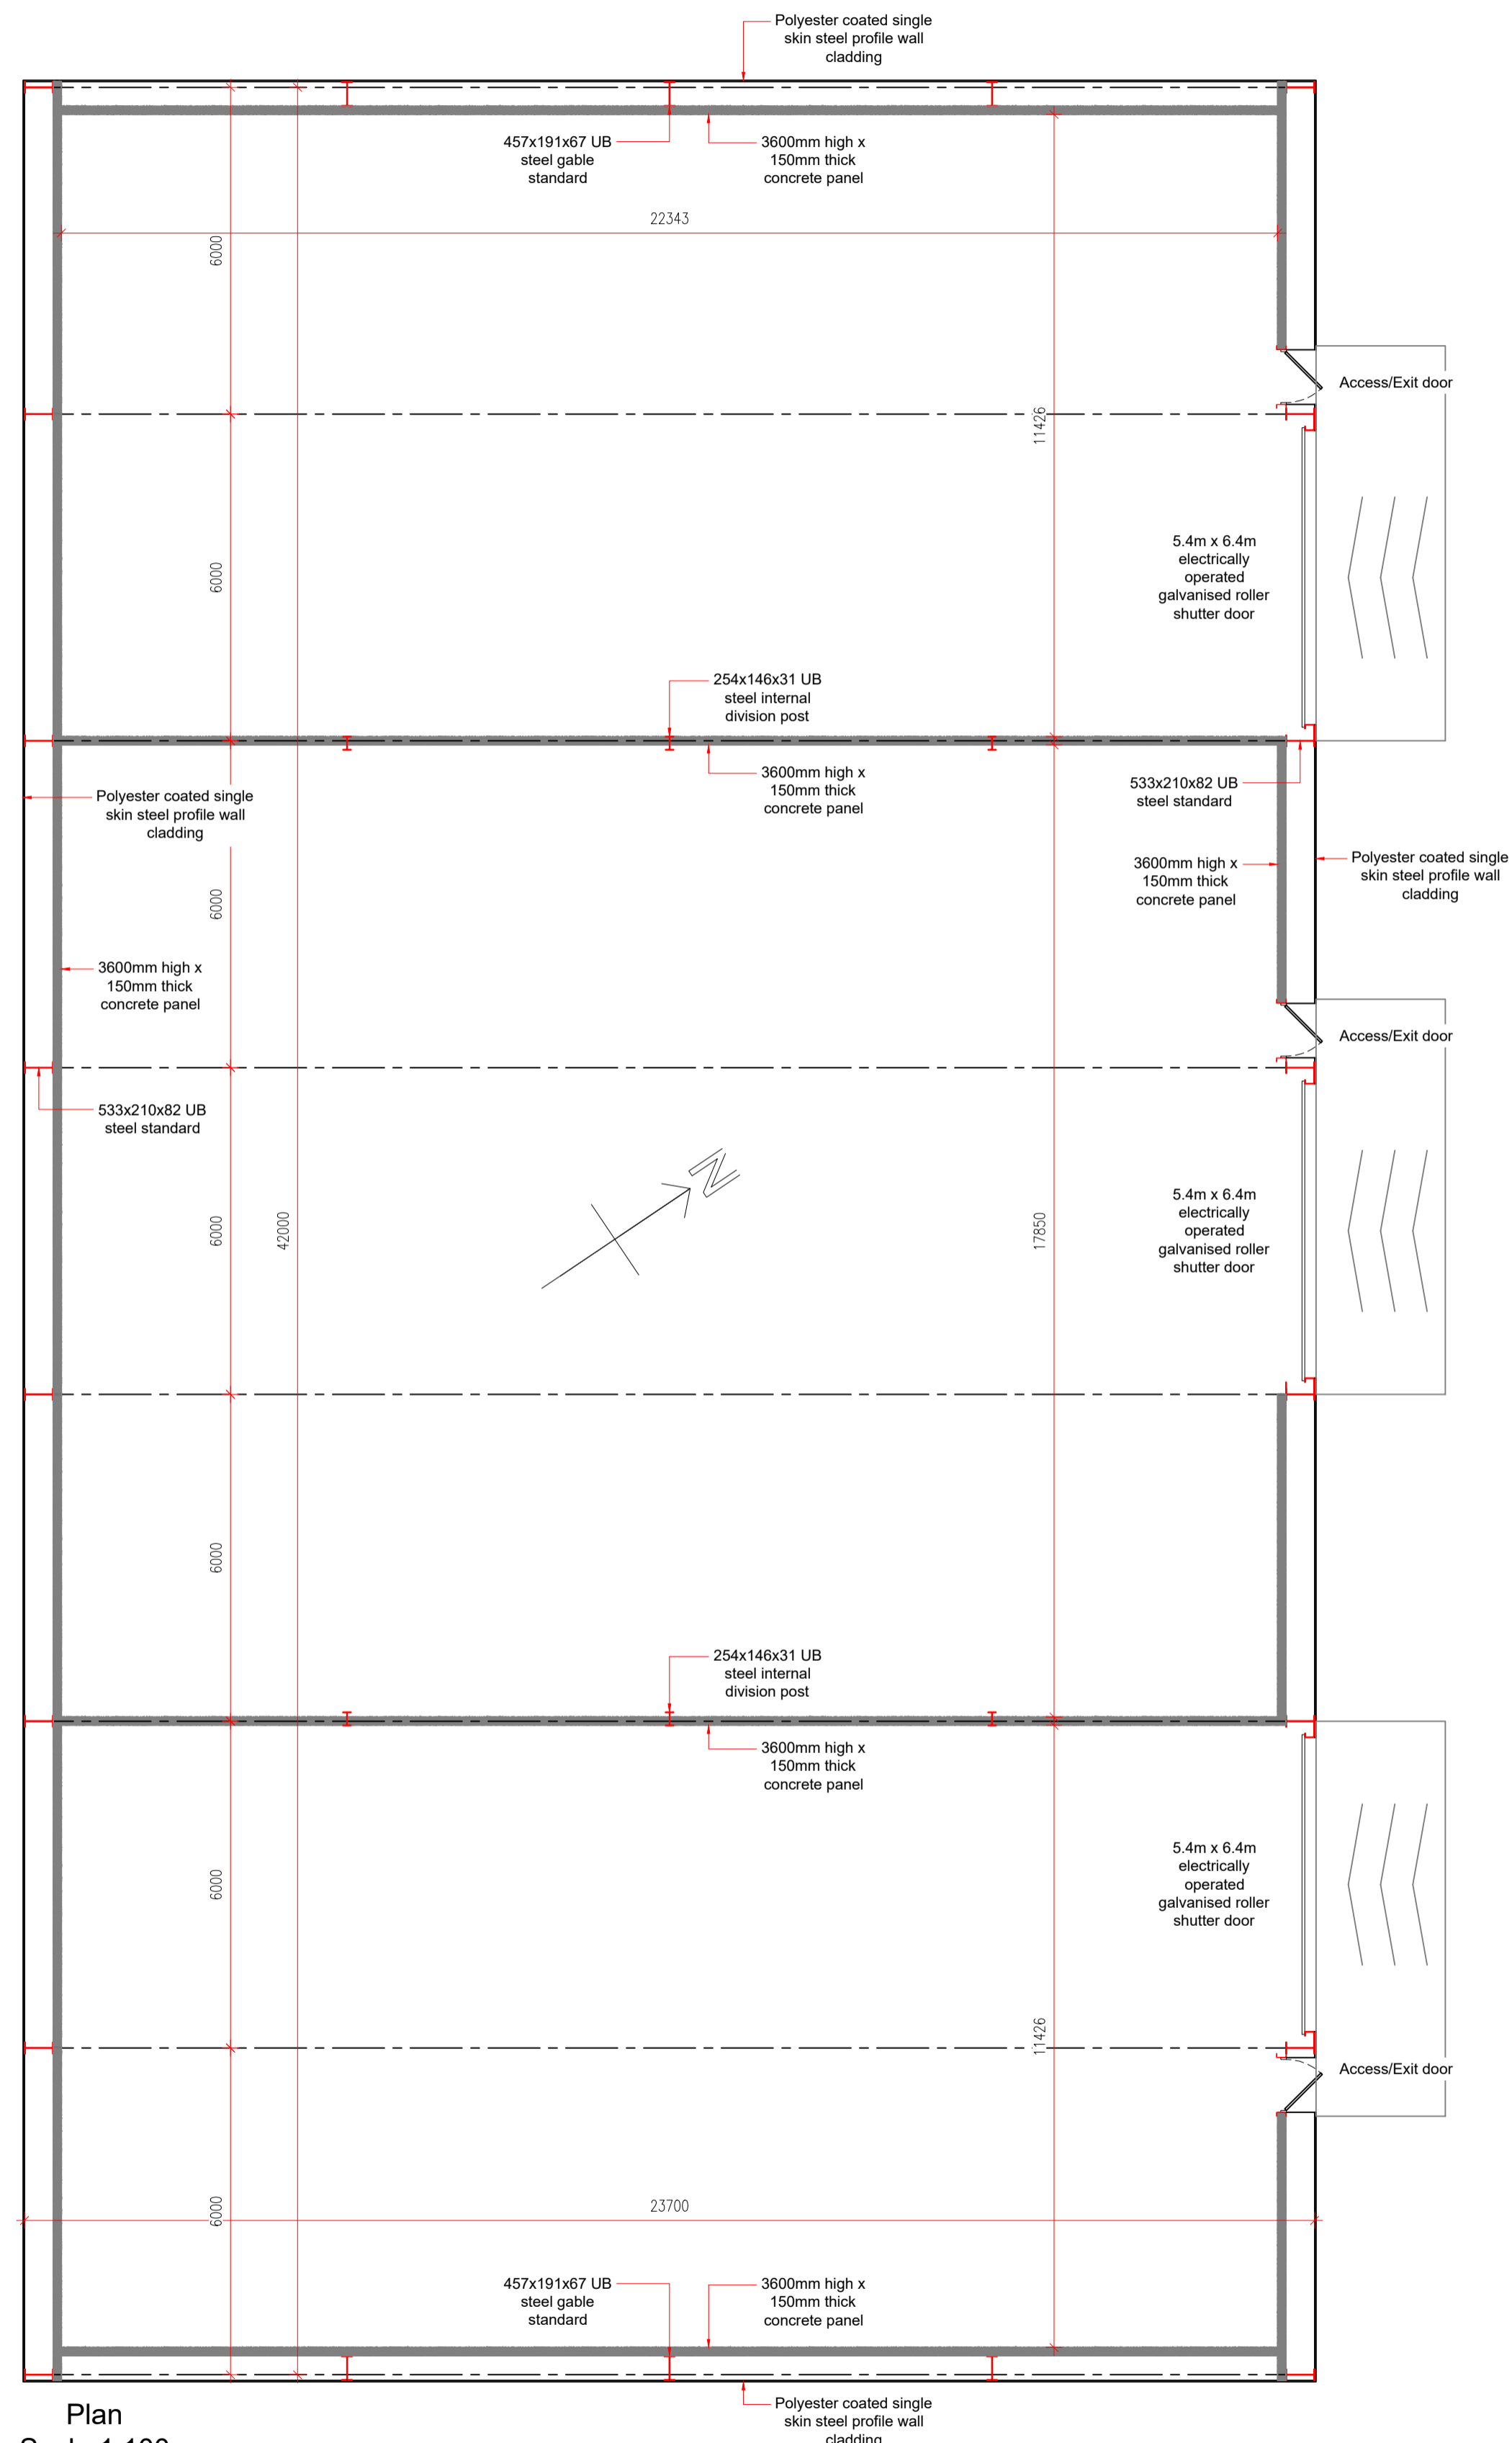 Polyester coated single
skin steel profile wall
cladding
457x191x67 UB
steel gable
standard
3600mm high x
150mm thick
concrete panel
22343
6000
Access/Exit door
11426
6000
5.4m x 6.4m
electrically
operated
galvanised roller
shutter door
254x146x31 UB
steel internal
division post
3600mm high x
150mm thick
concrete panel
533x210x82 UB
steel standard
Polyester coated single
skin steel profile wall
cladding
3600mm high x
150mm thick
concrete panel
Polyester coated single
skin steel profile wall
cladding
6000
3600mm high x
150mm thick
concrete panel
Access/Exit door
533x210x82 UB
steel standard
N
6000
42000
17850
5.4m x 6.4m
electrically
operated
galvanised roller
shutter door
6000
254x146x31 UB
steel internal
division post
3600mm high x
150mm thick
concrete panel
6000
5.4m x 6.4m
electrically
operated
galvanised roller
shutter door
11426
Access/Exit door
6000
23700
457x191x67 UB
steel gable
standard
3600mm high x
150mm thick
concrete panel
Plan
Polyester coated single
skin steel profile wall
cladding
Scale 1:100